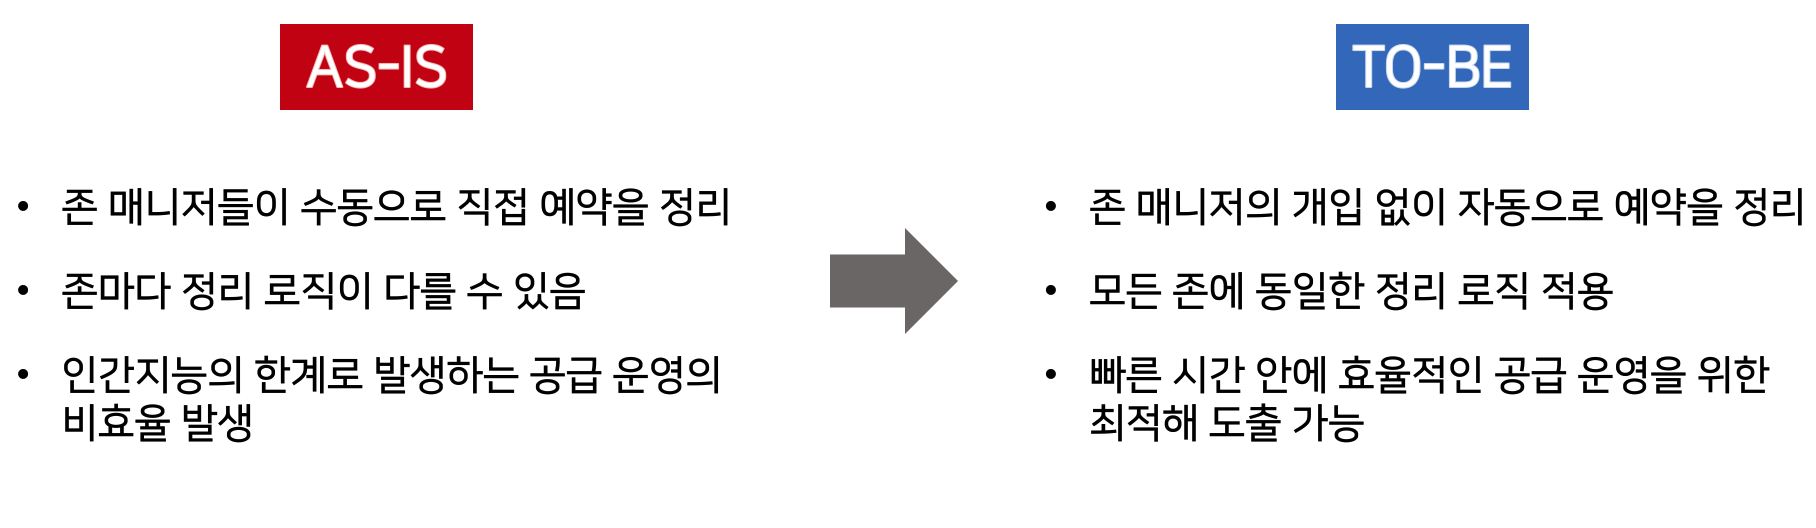 AS-IS
• 존 매니저들이 수동으로 직접 예약을 정리
• 존마다 정리 로직이 다를 수 있음
• 인간지능의 한계로 발생하는 공급 운영의
비효율 발생
TO-BE
• 존 매니저의 개입 없이 자동으로 예약을 정리
• 모든 존에 동일한 정리 로직 적용
• 빠른 시간 안에 효율적인 공급 운영을 위한
최적해 도출 가능